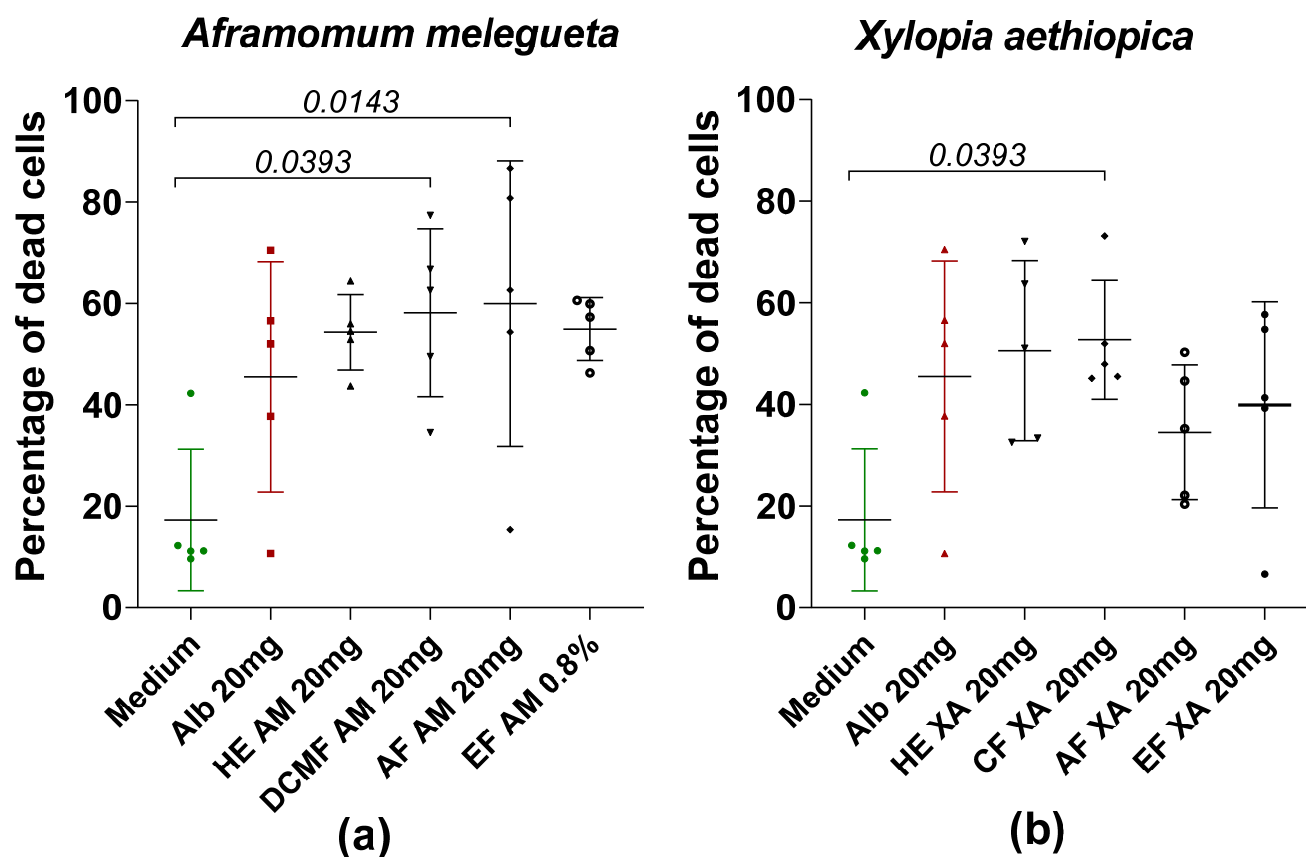 Aframomum melegueta
Percentage of dead cells
100
80
60
40
20
0
0.0143
0.0393
Medium
Alb 20mg
HE AM 20mg
DCMF AM 20mg
AF AM 20mg
EF AM 0.8%
(a)
Xylopia aethiopica
Percentage of dead cells
100
80
60
40
20
0
0.0393
Medium
Alb 20mg
HE XA 20mg
CF XA 20mg
AF XA 20mg
EF XA 20mg
(b)